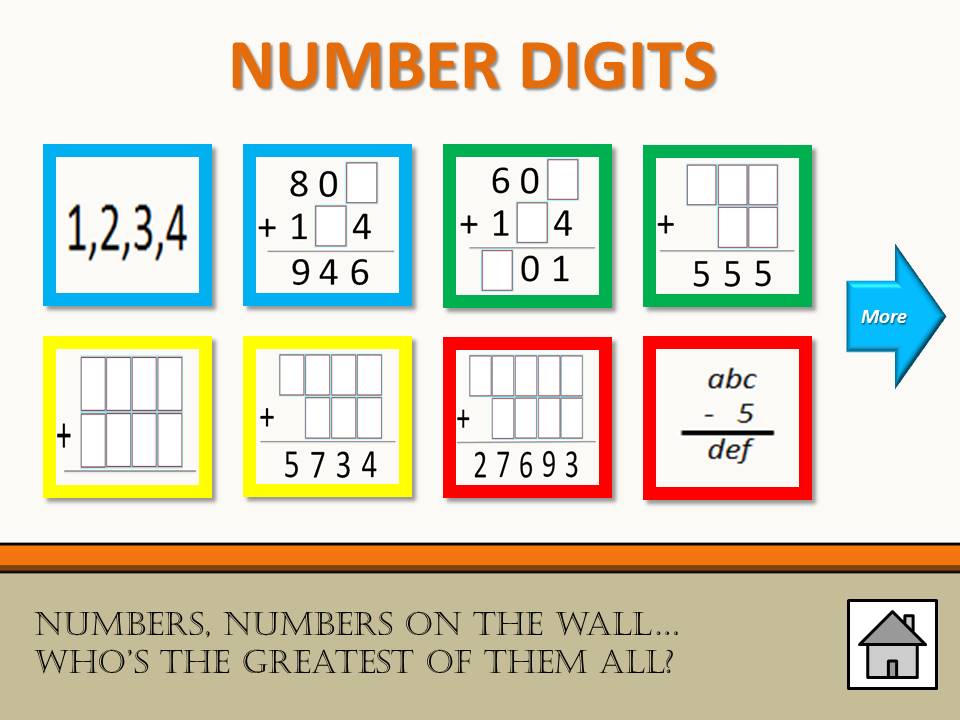 NUMBER DIGITS
1,2,3,4
8 0
+ 1 4
9 4 6
6 0
+ 1 4
0 1
+
5 5 5
More
+
+
5 7 3 4
+
2 7 6 9 3
abc
- 5
def
NUMBERS, NUMBERS ON THE WALL...
WHO'S THE GREATEST OF THEM ALL?